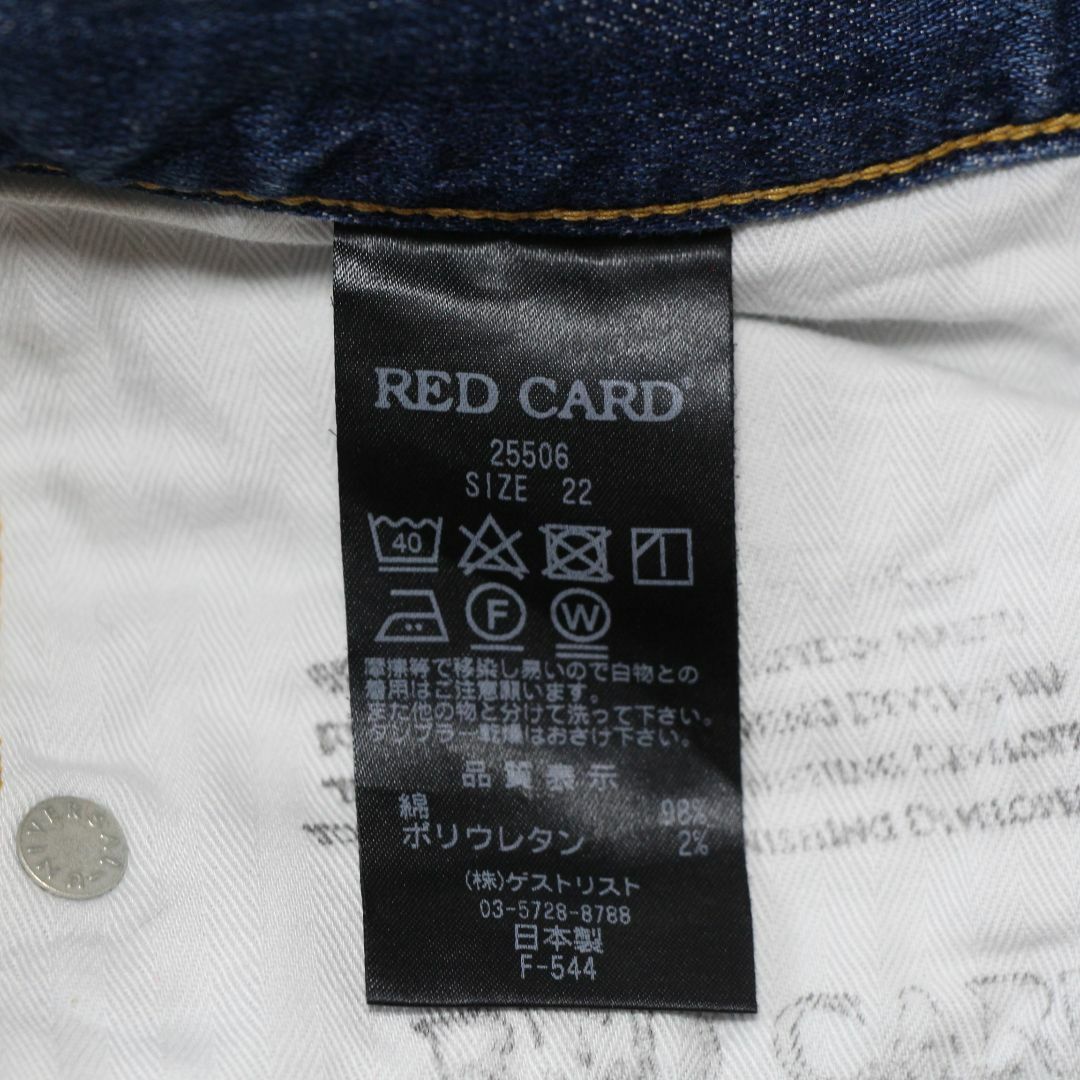 RED CARD®
25506
SIZE 22
40
F W
摩擦等で移染し易いので白物との
着用はご注意願います。
また他の物と分けて洗って下さい。
タンブラー乾燥はおさけ下さい。
品質表示
綿 98%
ポリウレタン 2%
(株)ゲストリスト
03-5728-8788
日本製
F-544
UNIVERSAL
RED CAR